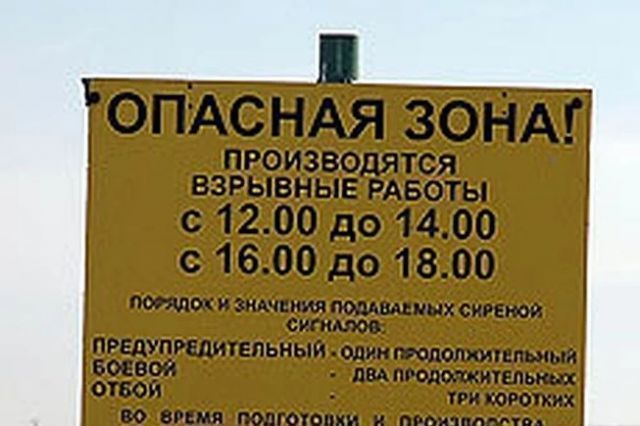 ОПАСНАЯ ЗОНА!
ПРОИЗВОДЯТСЯ
ВЗРЫВНЫЕ РАБОТЫ
с 12.00 до 14.00
с 16.00 до 18.00
ПОРЯДОК И ЗНАЧЕНИЯ ПОДАВАЕМЫХ СИРЕНОЙ
СИГНАЛОВ:
ПРЕДУПРЕДИТЕЛЬНЫЙ - ОДИН ПРОДОЛЖИТЕЛЬНЫЙ
БОЕВОЙ - ДВА ПРОДОЛЖИТЕЛЬНЫХ
ОТБОЙ - ТРИ КОРОТКИХ
ВО ВРЕМЯ ПОДГОТОВКИ И ПРОИЗВОДСТВА